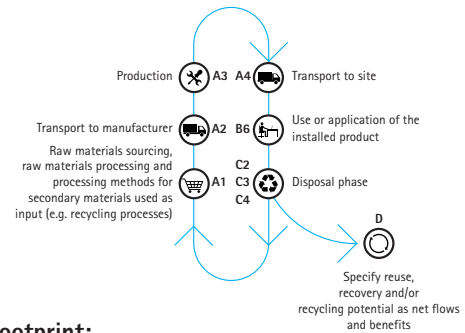 Production
A3
A4
Transport to site
Transport to manufacturer
A2
B6
Use or application of the
installed product
Raw materials sourcing,
raw materials processing and
processing methods for
secondary materials used as
input (e.g. recycling processes)
A1
C2
C3
C4
Disposal phase
D
Specify reuse,
recovery and/or
recycling potential as net flows
and benefits